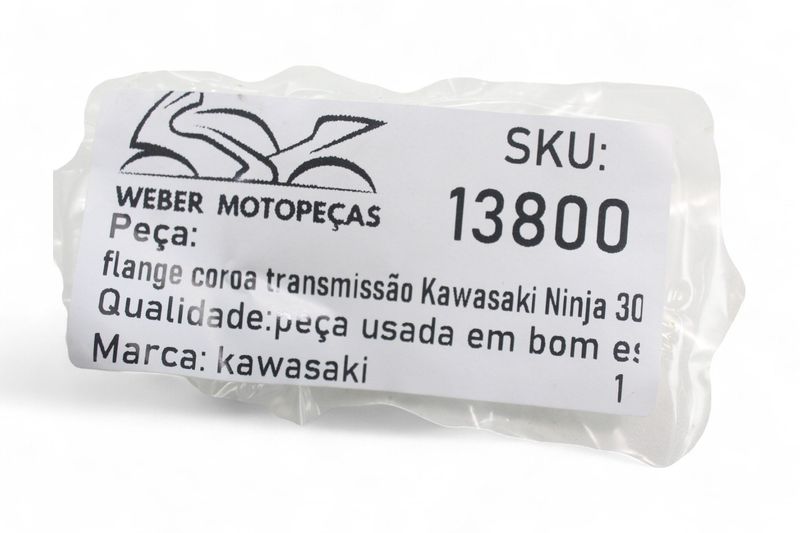 WEBER MOTOPEÇAS
SKU:
13800
Peça:
flange coroa transmissão Kawasaki Ninja 30
Qualidade:peça usada em bom es
Marca: kawasaki
1